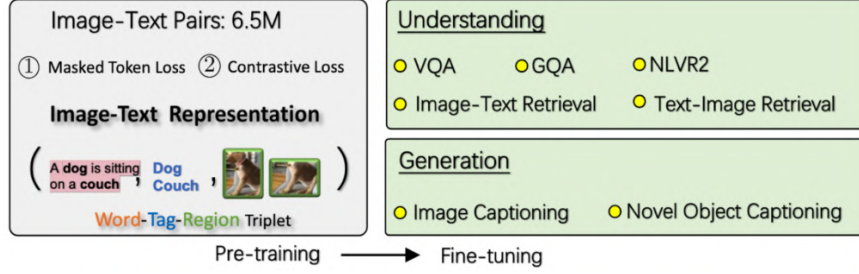 Image-Text Pairs: 6.5M
① Masked Token Loss ② Contrastive Loss
Image-Text Representation
( A dog is sitting on a couch , Dog Couch , )
Word-Tag-Region Triplet
Understanding
VQA GQA NLVR2
Image-Text Retrieval Text-Image Retrieval
Generation
Image Captioning Novel Object Captioning
Pre-training Fine-tuning